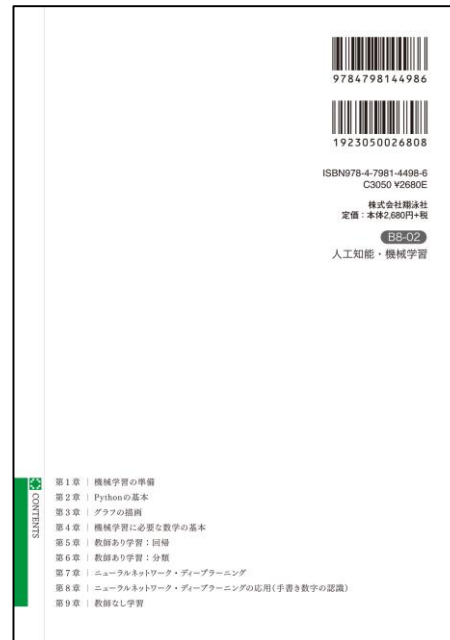 9784798144986
1923050026808
ISBN978-4-7981-4498-6
C3050 ¥2680E
株式会社翔泳社
定価：本体2,680円+税
B8-02
人工知能・機械学習
CONTENTS
第1章｜機械学習の準備
第2章｜Pythonの基本
第3章｜グラフの描画
第4章｜機械学習に必要な数学の基本
第5章｜教師あり学習：回帰
第6章｜教師あり学習：分類
第7章｜ニューラルネットワーク・ディープラーニング
第8章｜ニューラルネットワーク・ディープラーニングの応用（手書き数字の認識）
第9章｜教師なし学習